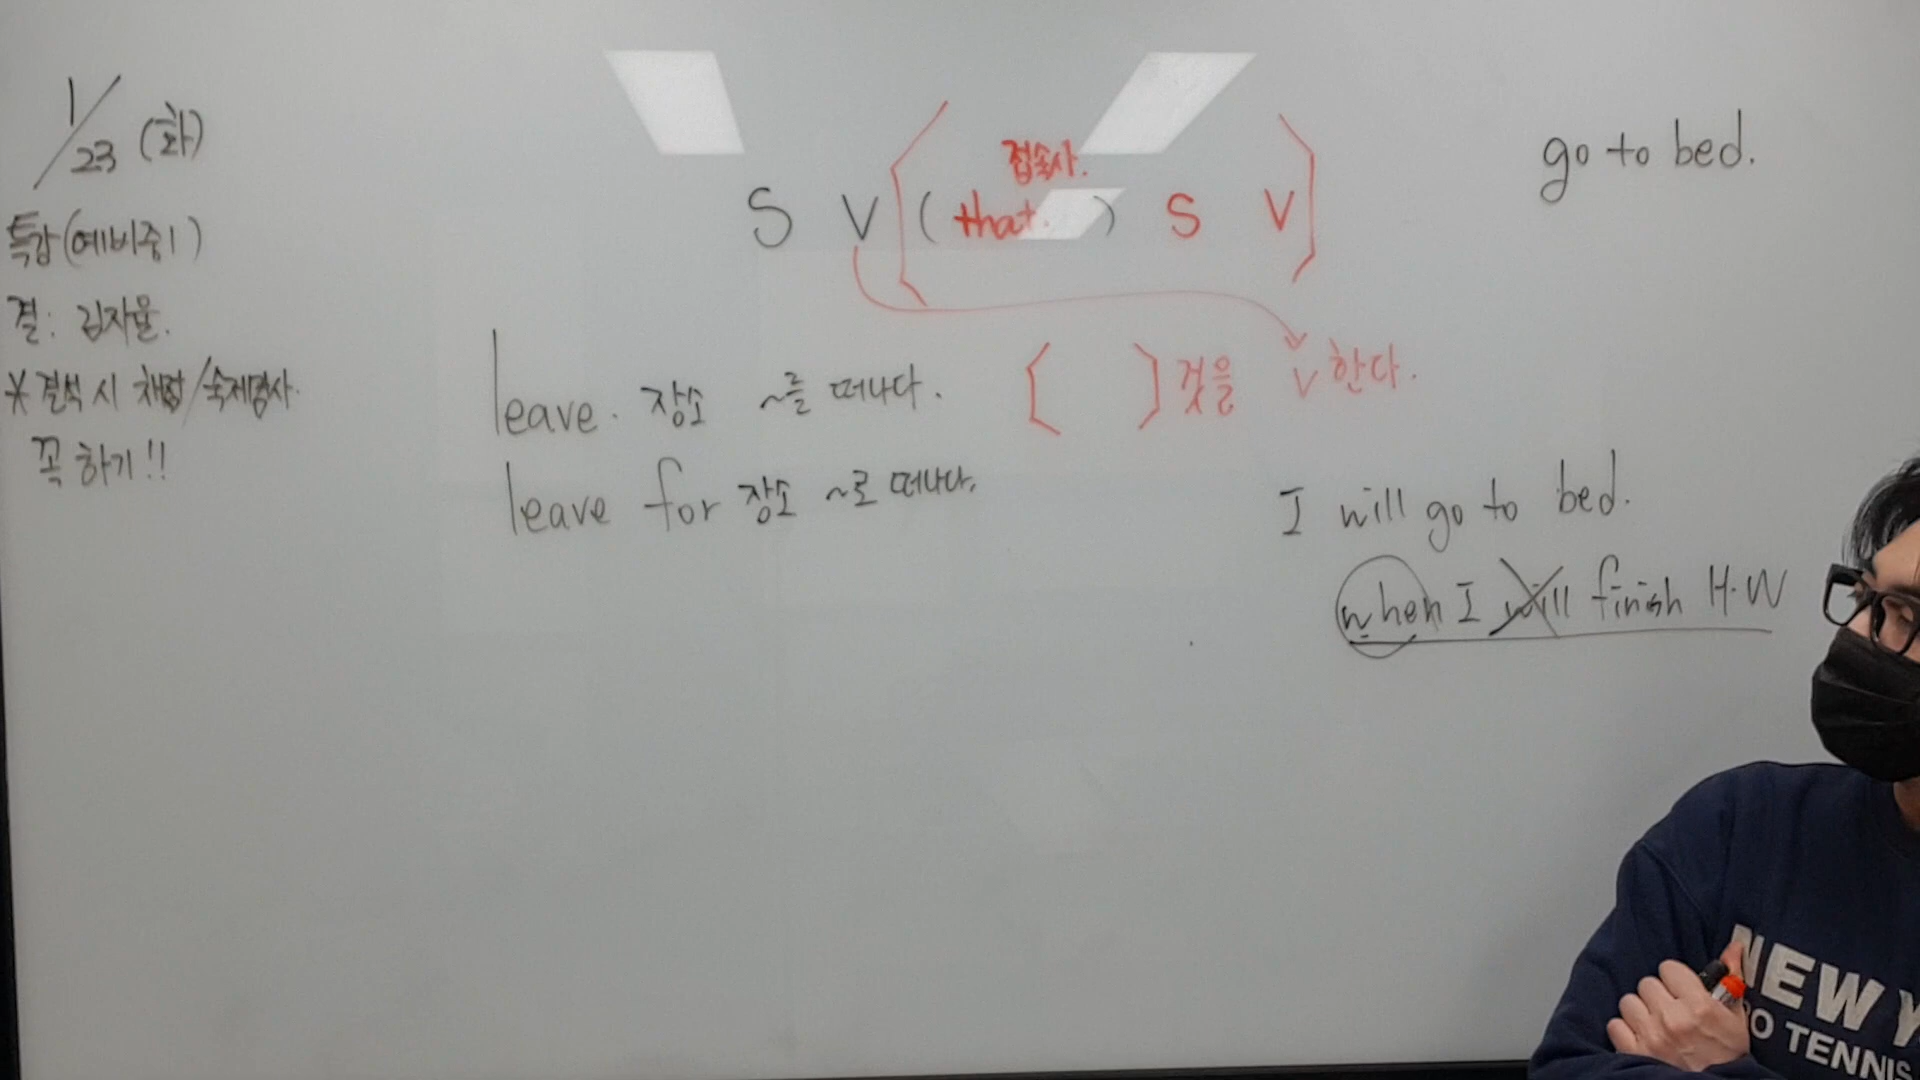 1/23 (화)
특강(예비중1)
결: 김자율.
* 결석 시 채점/숙제검사.
꼭 하기!!
접속사.
S V ( that. ) S V
[ ] 것을 V 한다.
leave. 장소 ~를 떠나다.
leave for 장소 ~로 떠나다.
go to bed.
I will go to bed.
when I will finish H.W
NEW Y
RO TENNIS